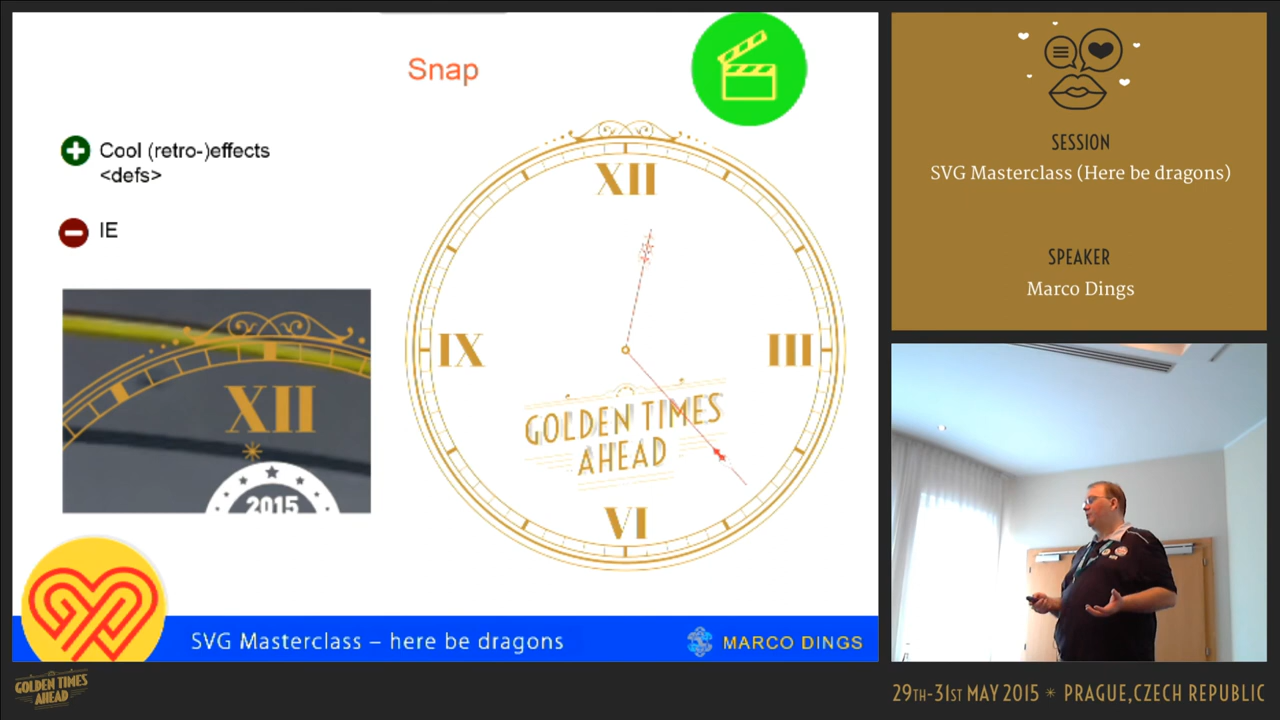 Snap
Cool (retro-)effects
<defs>
IE
XII
III
VI
IX
GOLDEN TIMES
AHEAD
XII
2015
SVG Masterclass – here be dragons
MARCO DINGS
SESSION
SVG Masterclass (Here be dragons)
SPEAKER
Marco Dings
GOLDEN TIMES
AHEAD
29TH-31ST MAY 2015 * PRAGUE,CZECH REPUBLIC